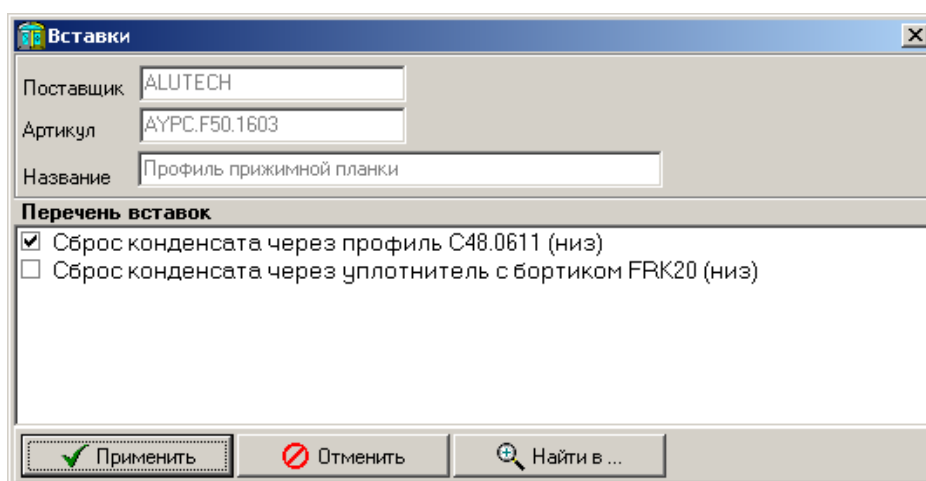 Вставки
Поставщик ALUTECH
Артикул AYPC.F50.1603
Название Профиль прижимной планки
Перечень вставок
Сброс конденсата через профиль С48.0611 (низ)
Сброс конденсата через уплотнитель с бортиком FRK20 (низ)
Применить Отменить Найти в ...